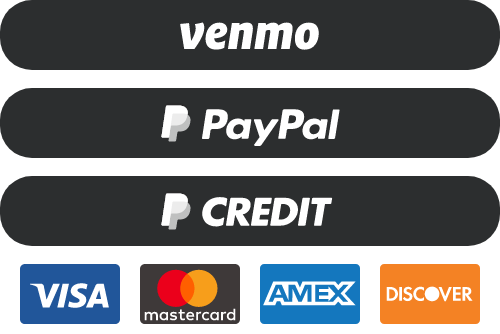 venmo
PayPal
CREDIT
VISA
mastercard
AMEX
DISCOVER